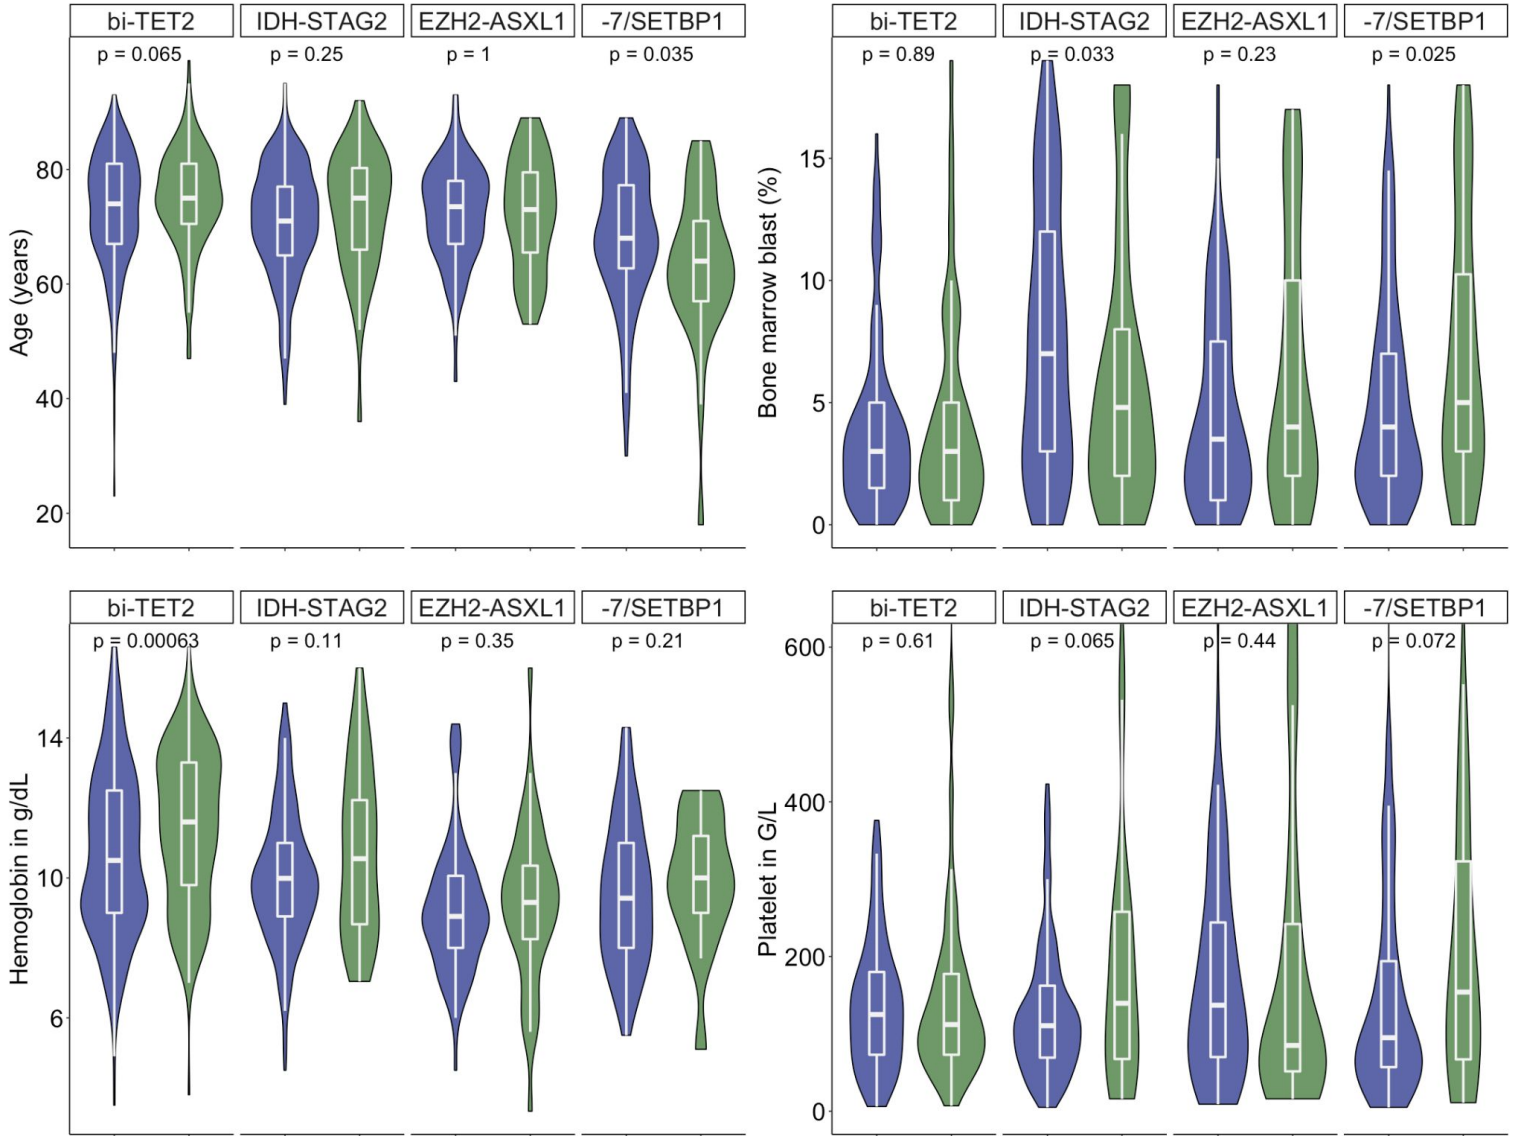 bi-TET2 IDH-STAG2 EZH2-ASXL1 -7/SETBP1
p = 0.065 p = 0.25 p = 1 p = 0.035
80
60
40
20
Age (years)
bi-TET2 IDH-STAG2 EZH2-ASXL1 -7/SETBP1
p = 0.89 p = 0.033 p = 0.23 p = 0.025
15
10
5
0
Bone marrow blast (%)
bi-TET2 IDH-STAG2 EZH2-ASXL1 -7/SETBP1
p = 0.00063 p = 0.11 p = 0.35 p = 0.21
14
10
6
Hemoglobin in g/dL
bi-TET2 IDH-STAG2 EZH2-ASXL1 -7/SETBP1
p = 0.61 p = 0.065 p = 0.44 p = 0.072
600
400
200
0
Platelet in G/L